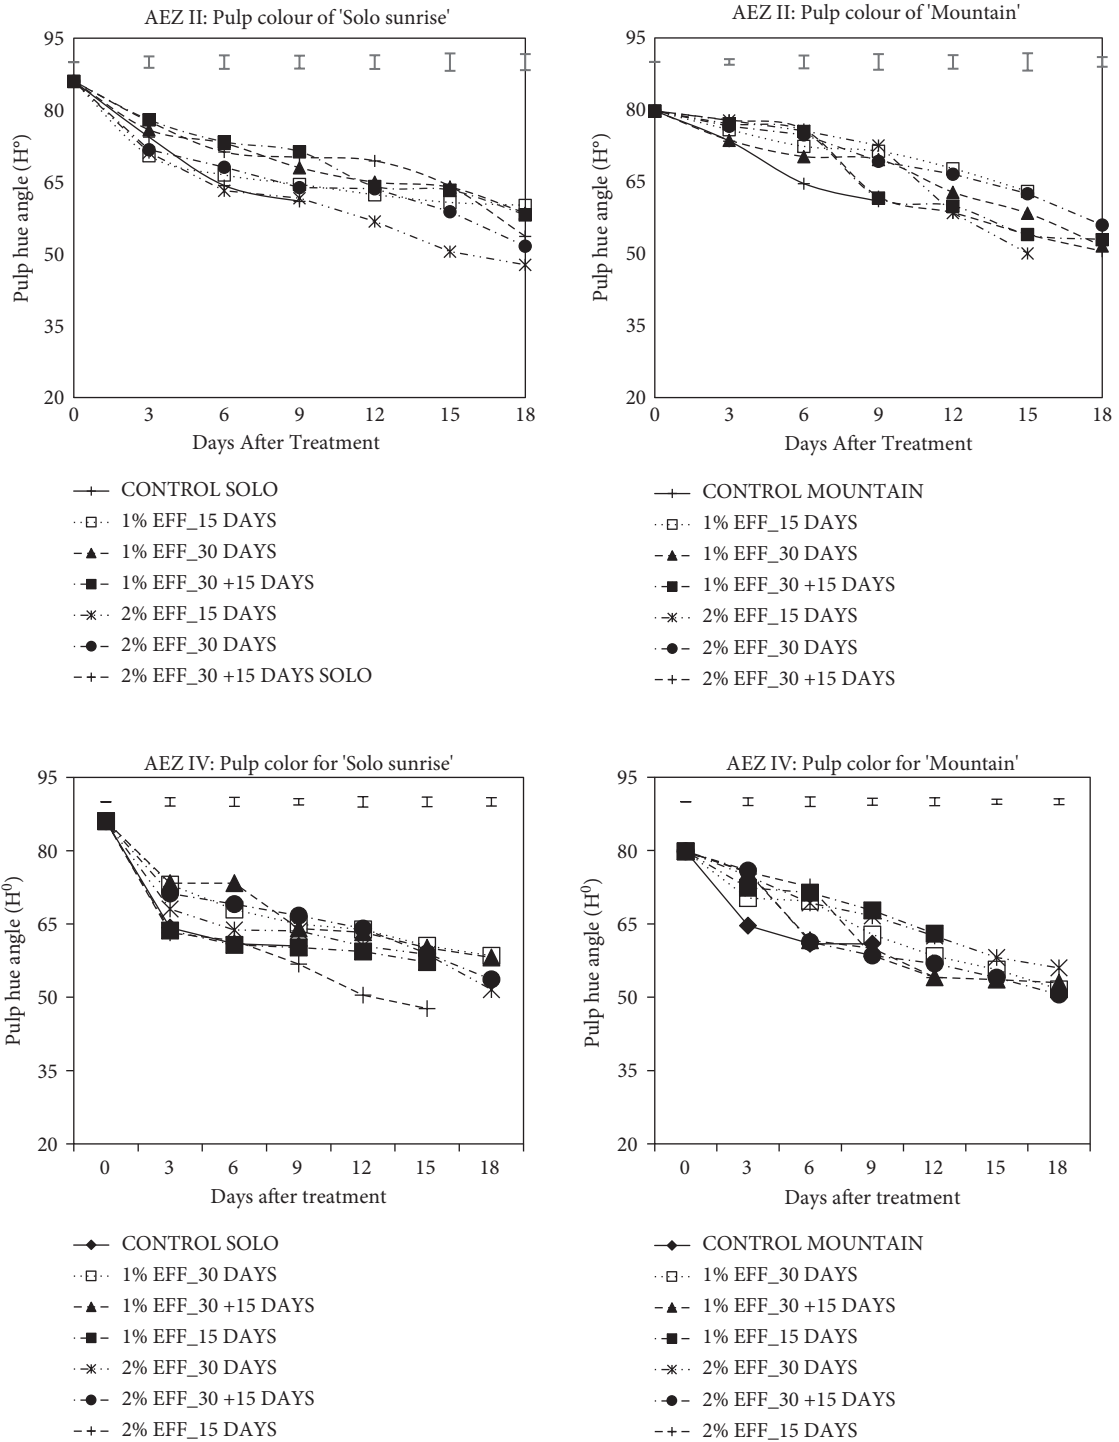 AEZ II: Pulp colour of 'Solo sunrise'
95
80
65
50
35
20
Pulp hue angle (H°)
0 3 6 9 12 15 18
Days After Treatment
CONTROL SOLO
1% EFF_15 DAYS
1% EFF_30 DAYS
1% EFF_30 +15 DAYS
2% EFF_15 DAYS
2% EFF_30 DAYS
2% EFF_30 +15 DAYS SOLO
AEZ II: Pulp colour of 'Mountain'
95
80
65
50
35
20
Pulp hue angle (H°)
0 3 6 9 12 15 18
Days After Treatment
CONTROL MOUNTAIN
1% EFF_15 DAYS
1% EFF_30 DAYS
1% EFF_30 +15 DAYS
2% EFF_15 DAYS
2% EFF_30 DAYS
2% EFF_30 +15 DAYS
AEZ IV: Pulp color for 'Solo sunrise'
95
80
65
50
35
20
Pulp hue angle (H⁰)
0 3 6 9 12 15 18
Days after treatment
CONTROL SOLO
1% EFF_30 DAYS
1% EFF_30 +15 DAYS
1% EFF_15 DAYS
2% EFF_30 DAYS
2% EFF_30 +15 DAYS
2% EFF_15 DAYS
AEZ IV: Pulp color for 'Mountain'
95
80
65
50
35
20
Pulp hue angle (H⁰)
0 3 6 9 12 15 18
Days after treatment
CONTROL MOUNTAIN
1% EFF_30 DAYS
1% EFF_30 +15 DAYS
1% EFF_15 DAYS
2% EFF_30 DAYS
2% EFF_30 +15 DAYS
2% EFF_15 DAYS